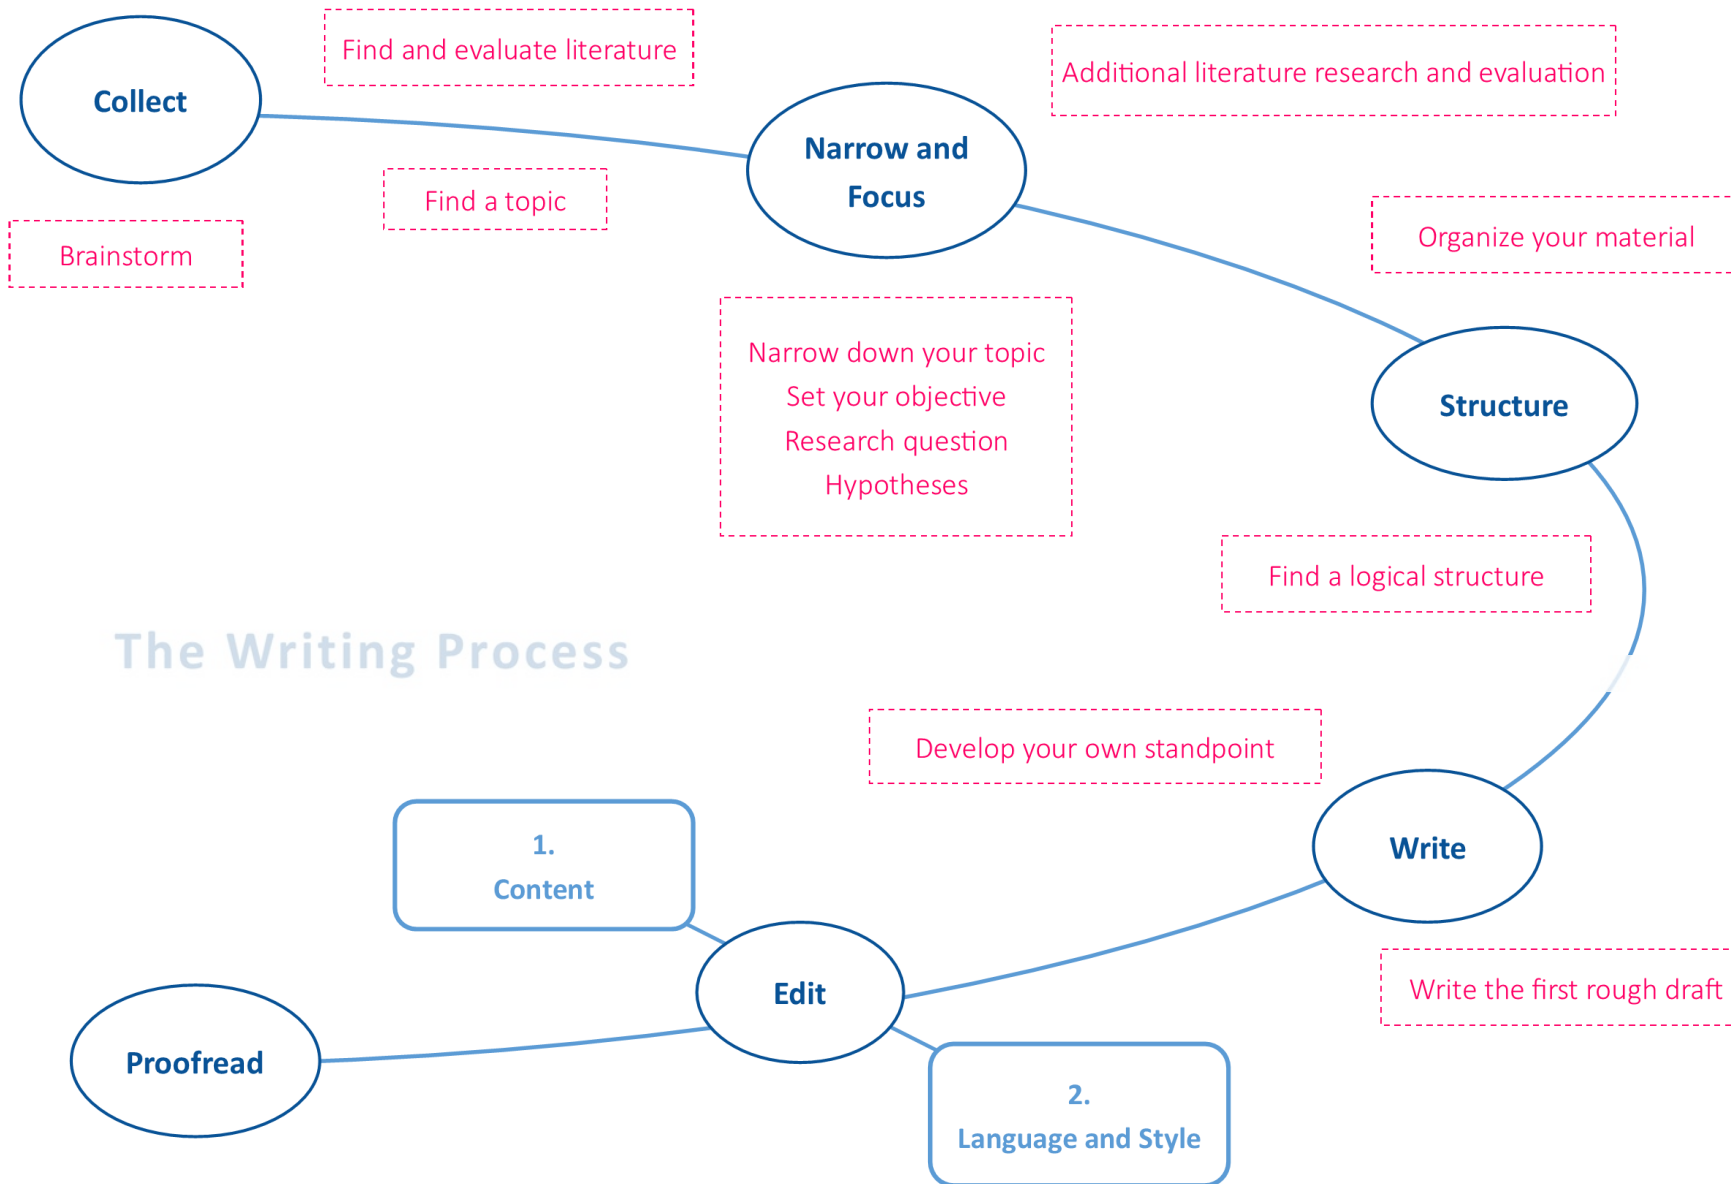 Collect
Find and evaluate literature
Find a topic
Brainstorm
Narrow and
Focus
Additional literature research and evaluation
Narrow down your topic
Set your objective
Research question
Hypotheses
Organize your material
Structure
Find a logical structure
The Writing Process
Develop your own standpoint
Write
Write the first rough draft
1.
Content
Edit
2.
Language and Style
Proofread